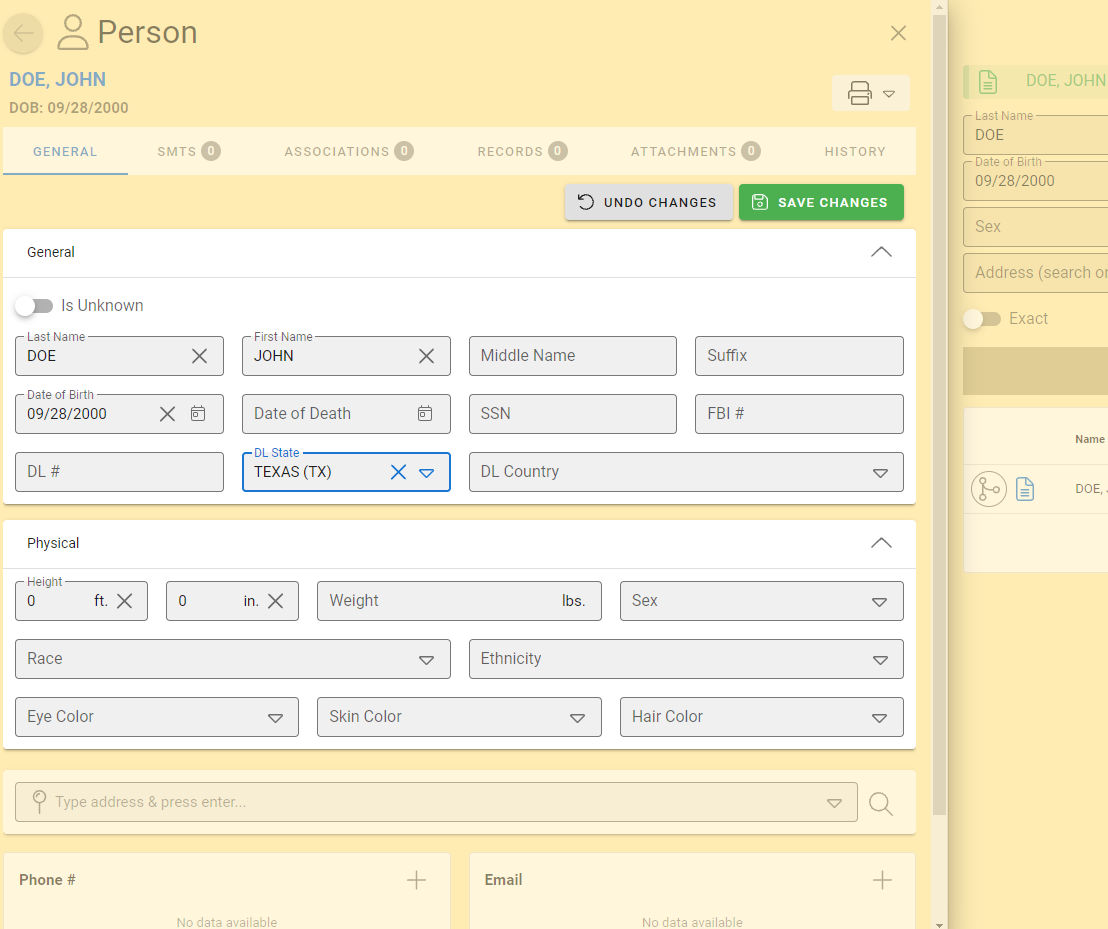 Person
DOE, JOHN
DOB: 09/28/2000
GENERAL SMTS 0 ASSOCIATIONS 0 RECORDS 0 ATTACHMENTS 0 HISTORY
UNDO CHANGES SAVE CHANGES
General
Is Unknown
Last Name First Name
DOE JOHN Middle Name Suffix
Date of Birth
09/28/2000 Date of Death SSN FBI #
DL State
DL # TEXAS (TX) DL Country
Physical
Height
0 ft. 0 in. Weight lbs. Sex
Race Ethnicity
Eye Color Skin Color Hair Color
Type address & press enter...
Phone # Email
No data available No data available
DOE, JOHN
Last Name
DOE
Date of Birth
09/28/2000
Sex
Address (search or
Exact
Name
DOE,